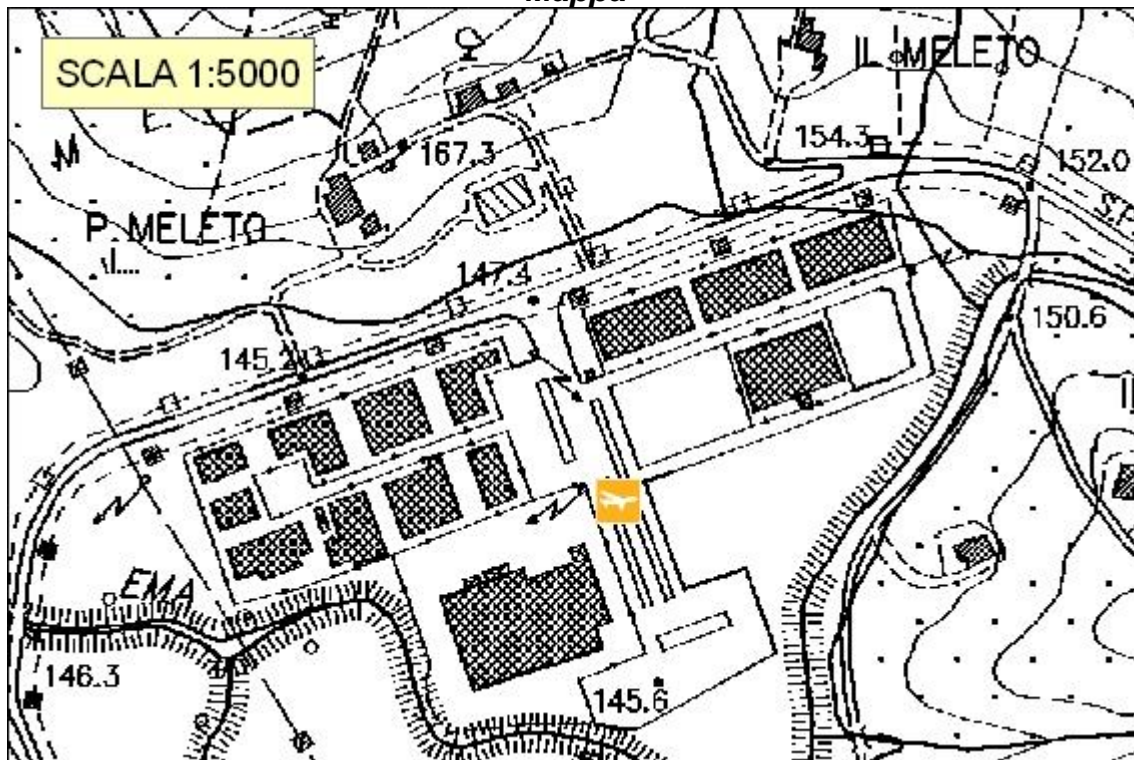 Mappa
SCALA 1:5000
IL MELETO
154.3
152.0
167.3
S.P.
M
P. MELETO
147.4
150.6
145.2
EMA
146.3
145.6